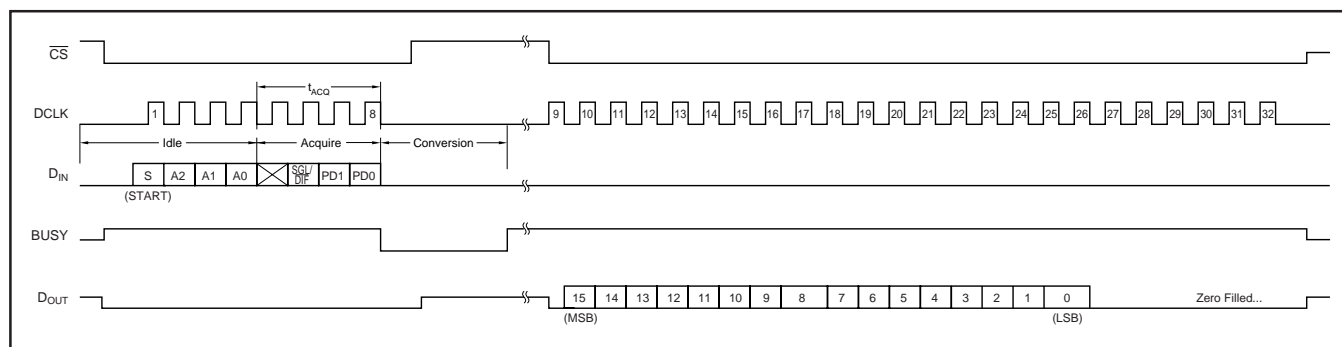 CS
tACQ
DCLK 1 8 9 10 11 12 13 14 15 16 17 18 19 20 21 22 23 24 25 26 27 28 29 30 31 32
Idle Acquire Conversion
DIN S A2 A1 A0 SGL/DIF PD1 PD0
(START)
BUSY
DOUT 15 14 13 12 11 10 9 8 7 6 5 4 3 2 1 0 Zero Filled...
(MSB) (LSB)